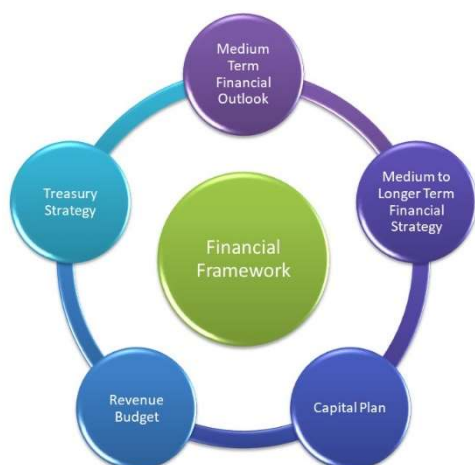 Medium
Term
Financial
Outlook
Medium to
Longer Term
Financial
Strategy
Capital Plan
Revenue
Budget
Treasury
Strategy
Financial
Framework